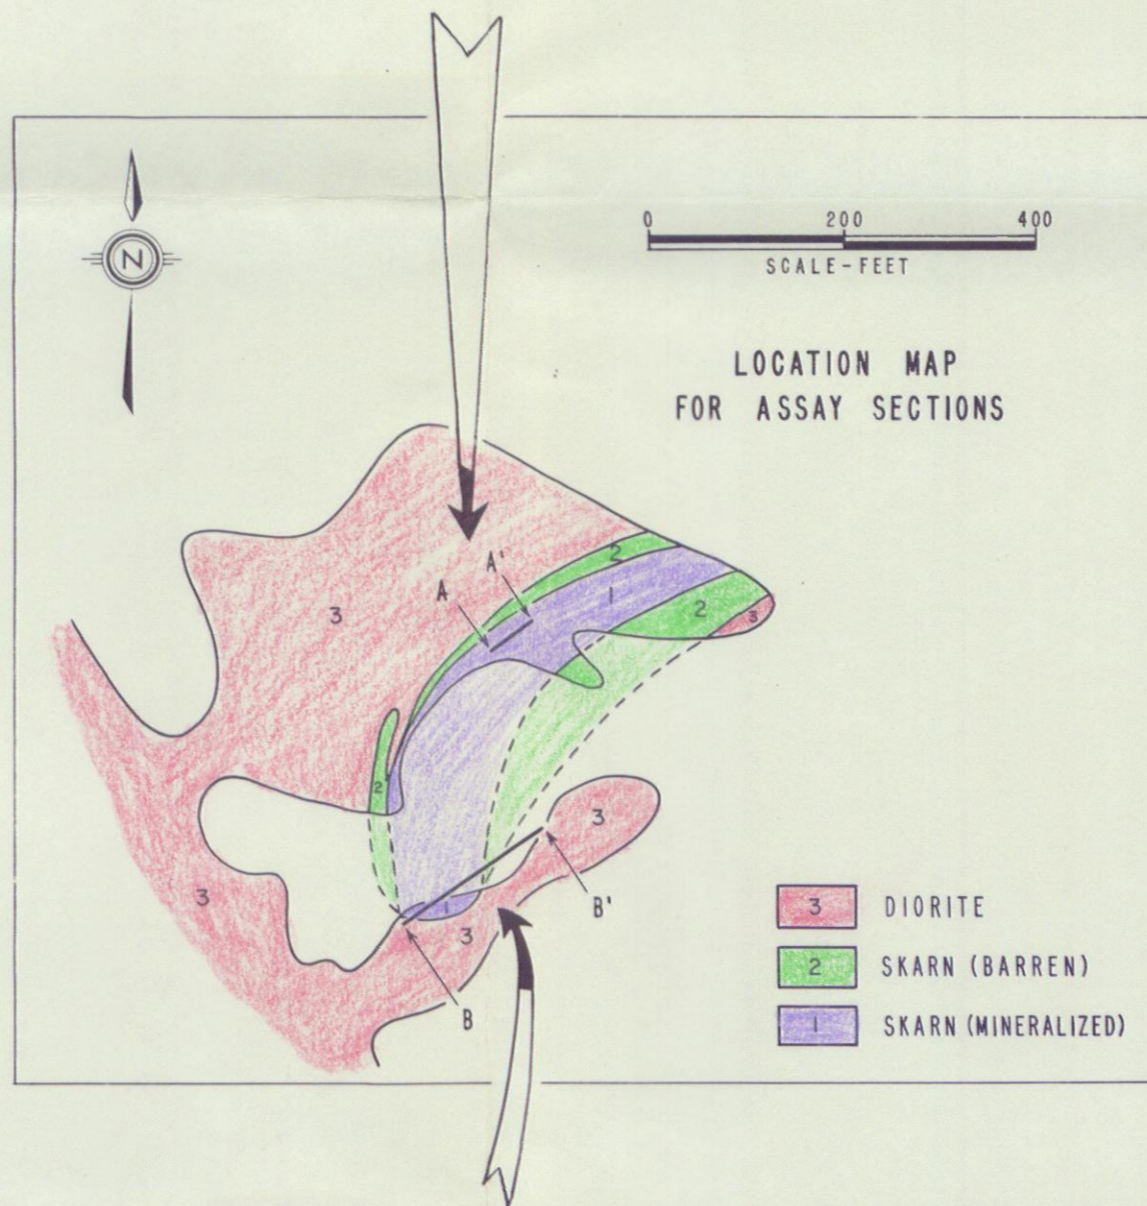 N
0 200 400
SCALE-FEET
LOCATION MAP
FOR ASSAY SECTIONS
A'
A
2
1
2
3
3
2
3
3
B'
1
3
B
3 DIORITE
2 SKARN (BARREN)
1 SKARN (MINERALIZED)